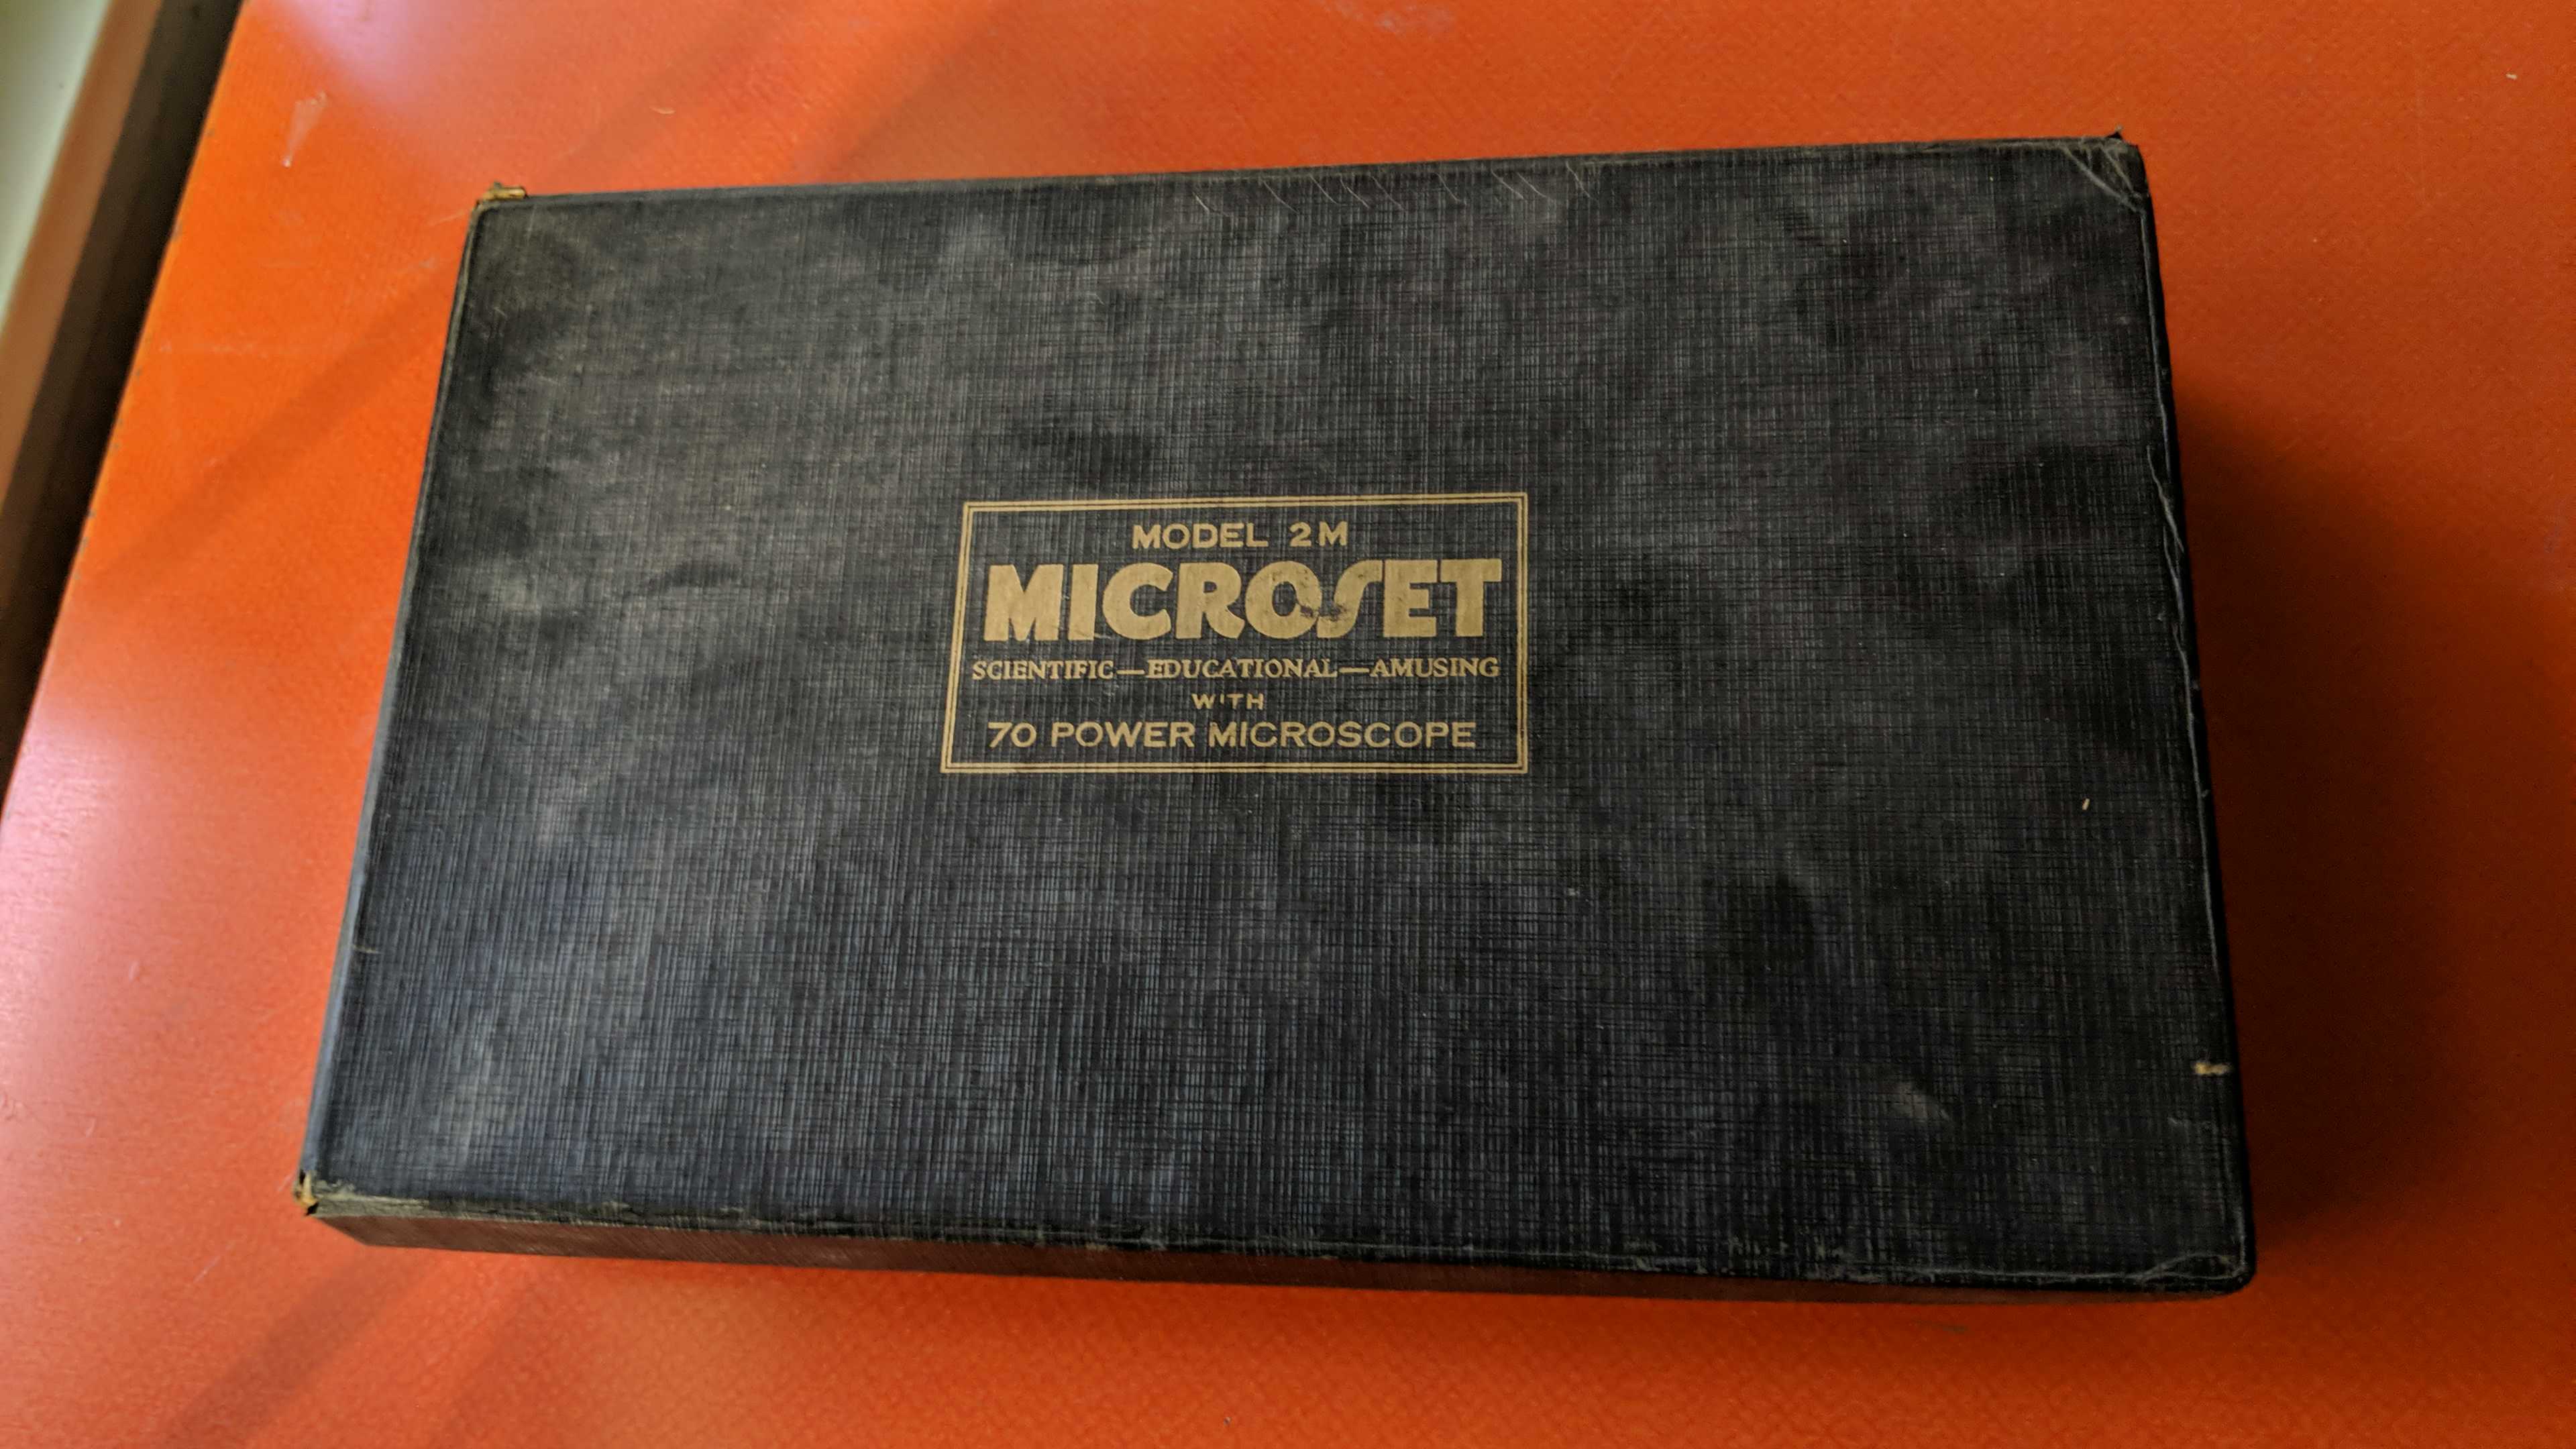 MODEL 2M
MICROSET
SCIENTIFIC—EDUCATIONAL—AMUSING
WITH
70 POWER MICROSCOPE